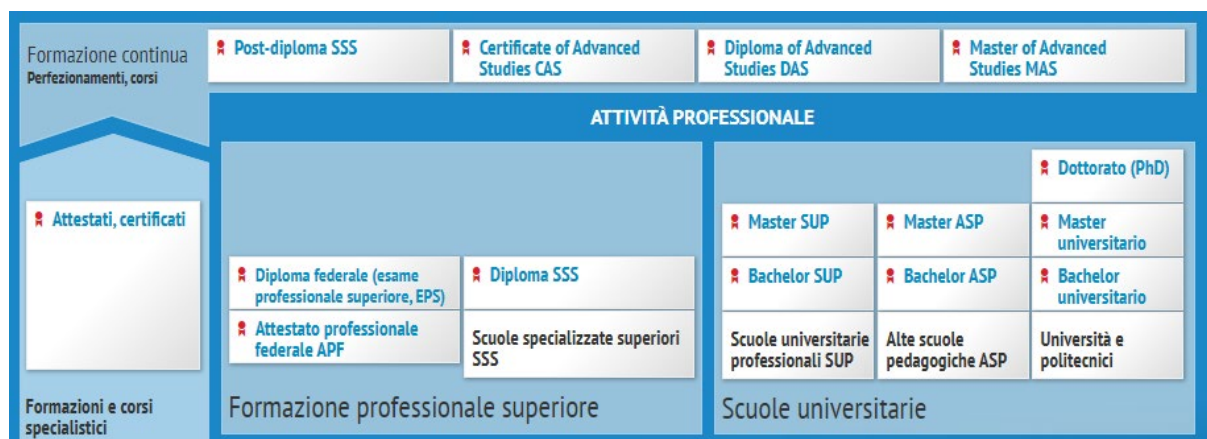 Formazione continua
Perfezionamenti, corsi
Post-diploma SSS
Certificate of Advanced
Studies CAS
Diploma of Advanced
Studies DAS
Master of Advanced
Studies MAS
ATTIVITÀ PROFESSIONALE
Attestati, certificati
Formazioni e corsi
specialistici
Diploma federale (esame
professionale superiore, EPS)
Attestato professionale
federale APF
Diploma SSS
Scuole specializzate superiori
SSS
Formazione professionale superiore
Master SUP
Bachelor SUP
Scuole universitarie
professionali SUP
Master ASP
Bachelor ASP
Alte scuole
pedagogiche ASP
Dottorato (PhD)
Master
universitario
Bachelor
universitario
Università e
politecnici
Scuole universitarie